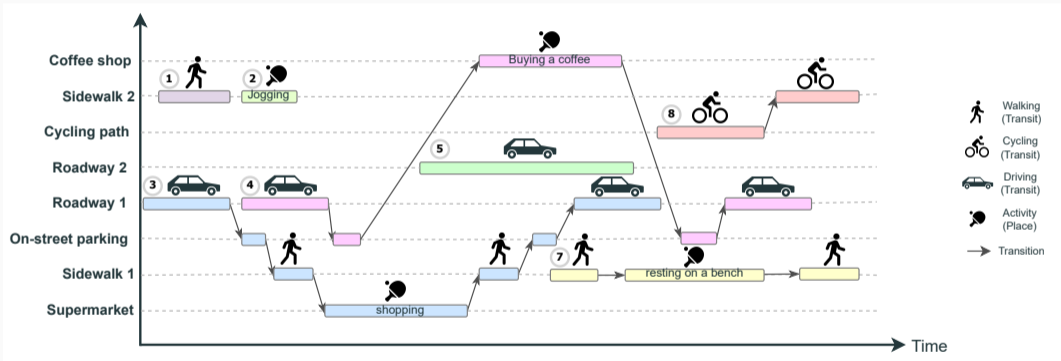 Coffee shop
Buying a coffee
1
2
Sidewalk 2
Jogging
8
Cycling path
5
Roadway 2
3
4
Roadway 1
On-street parking
7
Sidewalk 1
resting on a bench
Supermarket
shopping
Time
Walking
(Transit)
Cycling
(Transit)
Driving
(Transit)
Activity
(Place)
Transition